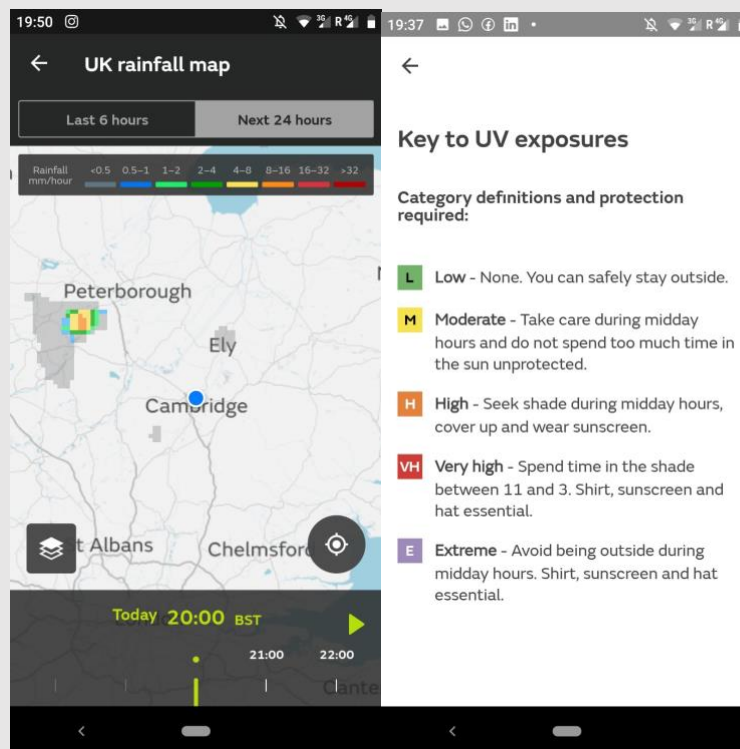 19:50
3G R 4G
UK rainfall map
Last 6 hours Next 24 hours
Rainfall <0.5 0.5–1 1–2 2–4 4–8 8–16 16–32 >32
mm/hour
Peterborough
Ely
Cambridge
t Albans Chelmsford
Today 20:00 BST
21:00 22:00
Cante
19:37
3G R 4G
Key to UV exposures
Category definitions and protection
required:
L Low - None. You can safely stay outside.
M Moderate - Take care during midday
hours and do not spend too much time in
the sun unprotected.
H High - Seek shade during midday hours,
cover up and wear sunscreen.
VH Very high - Spend time in the shade
between 11 and 3. Shirt, sunscreen and
hat essential.
E Extreme - Avoid being outside during
midday hours. Shirt, sunscreen and hat
essential.